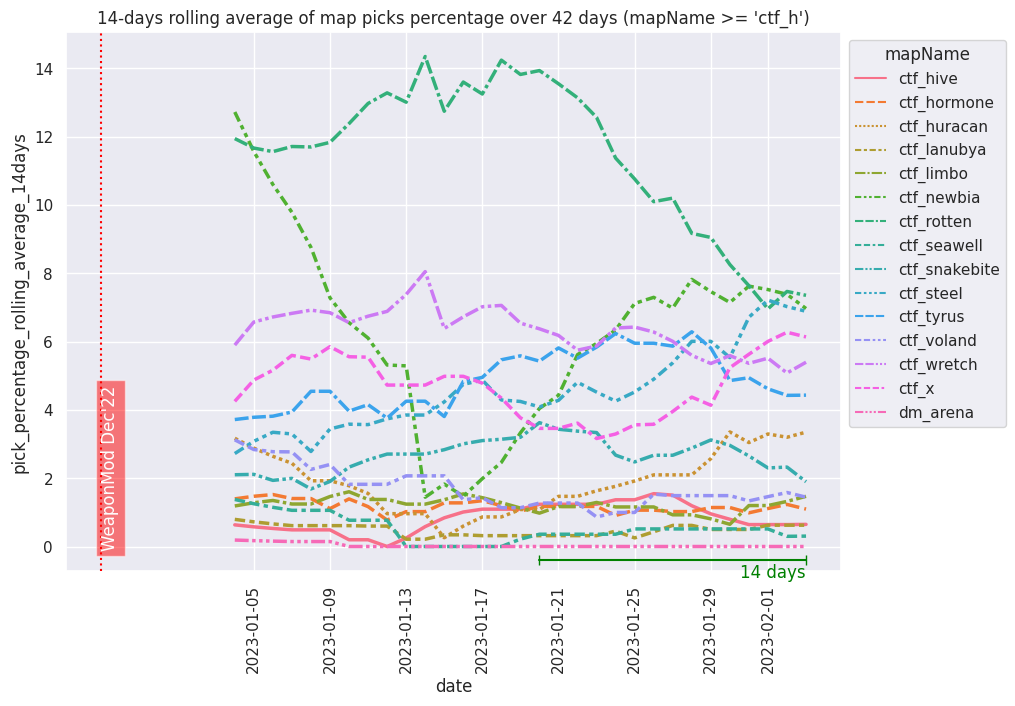 14-days rolling average of map picks percentage over 42 days (mapName >= 'ctf_h')
pick_percentage_rolling_average_14days
14
12
10
8
6
4
2
0
WeaponMod Dec'22
14 days
2023-01-05
2023-01-09
2023-01-13
2023-01-17
2023-01-21
2023-01-25
2023-01-29
2023-02-01
date
mapName
ctf_hive
ctf_hormone
ctf_huracan
ctf_lanubya
ctf_limbo
ctf_newbia
ctf_rotten
ctf_seawell
ctf_snakebite
ctf_steel
ctf_tyrus
ctf_voland
ctf_wretch
ctf_x
dm_arena